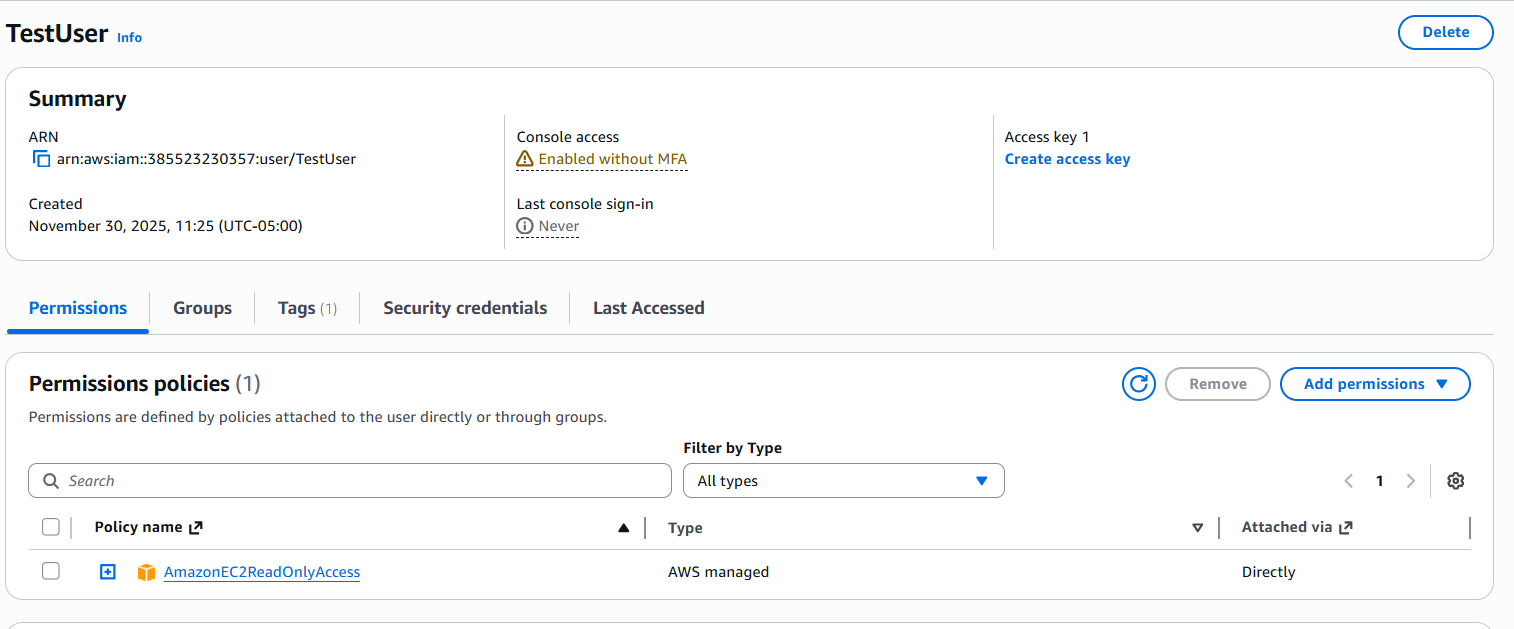 TestUser Info
Delete
Summary
ARN
arn:aws:iam::385523230357:user/TestUser
Created
November 30, 2025, 11:25 (UTC-05:00)
Console access
Enabled without MFA
Last console sign-in
Never
Access key 1
Create access key
Permissions Groups Tags (1) Security credentials Last Accessed
Permissions policies (1)
Remove Add permissions
Permissions are defined by policies attached to the user directly or through groups.
Filter by Type
Search All types 1
Policy name Type Attached via
AmazonEC2ReadOnlyAccess AWS managed Directly